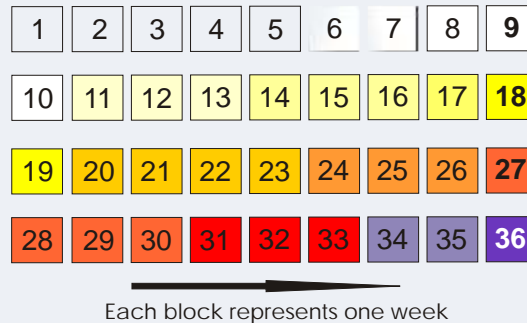 1 2 3 4 5 6 7 8 9
10 11 12 13 14 15 16 17 18
19 20 21 22 23 24 25 26 27
28 29 30 31 32 33 34 35 36
Each block represents one week